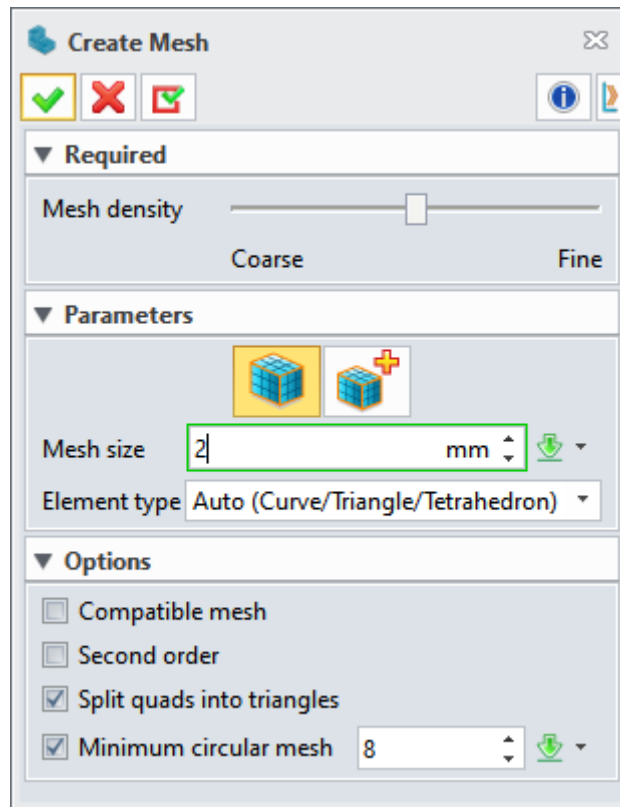 Create Mesh
Required
Mesh density
Coarse Fine
Parameters
Mesh size 2 mm
Element type Auto (Curve/Triangle/Tetrahedron)
Options
Compatible mesh
Second order
Split quads into triangles
Minimum circular mesh 8